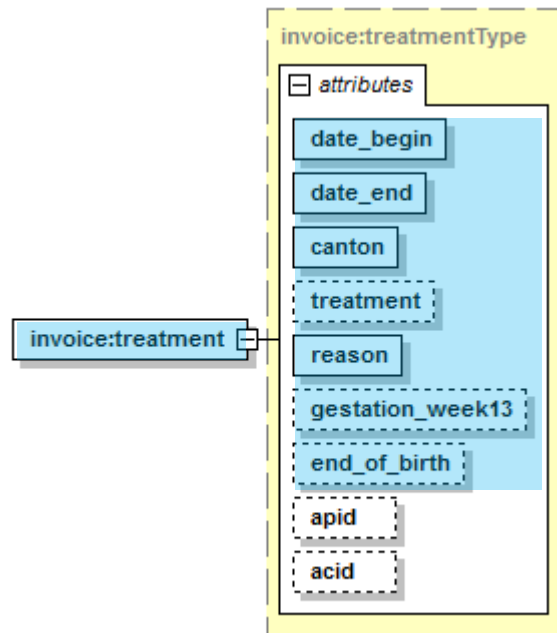 invoice:treatmentType
attributes
date_begin
date_end
canton
treatment
invoice:treatment
reason
gestation_week13
end_of_birth
apid
acid